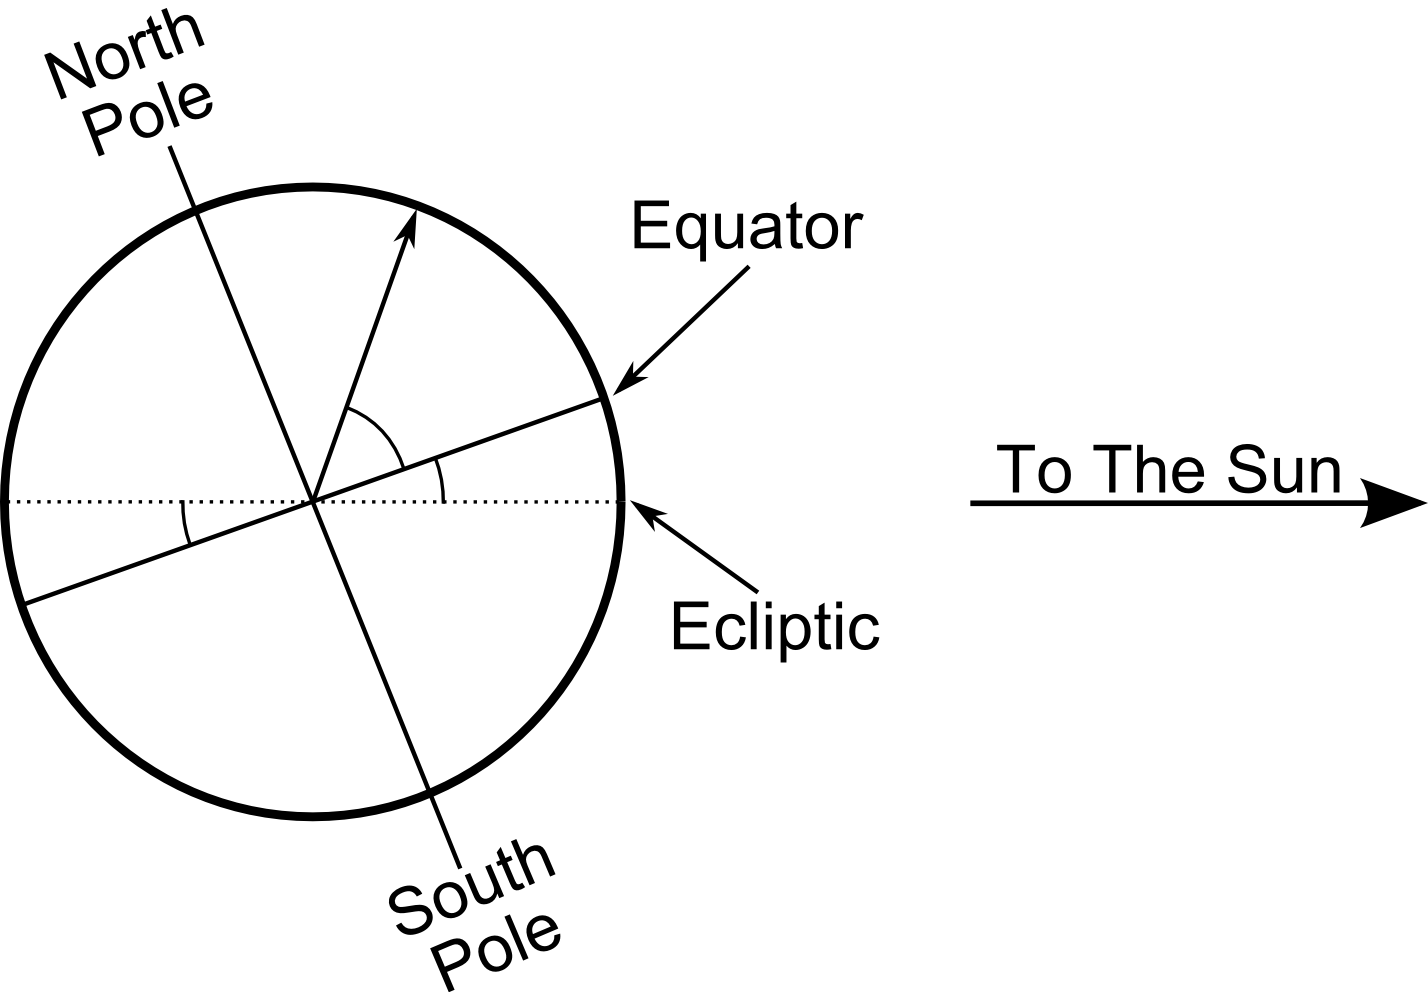 North
Pole
Equator
To The Sun
Ecliptic
South
Pole